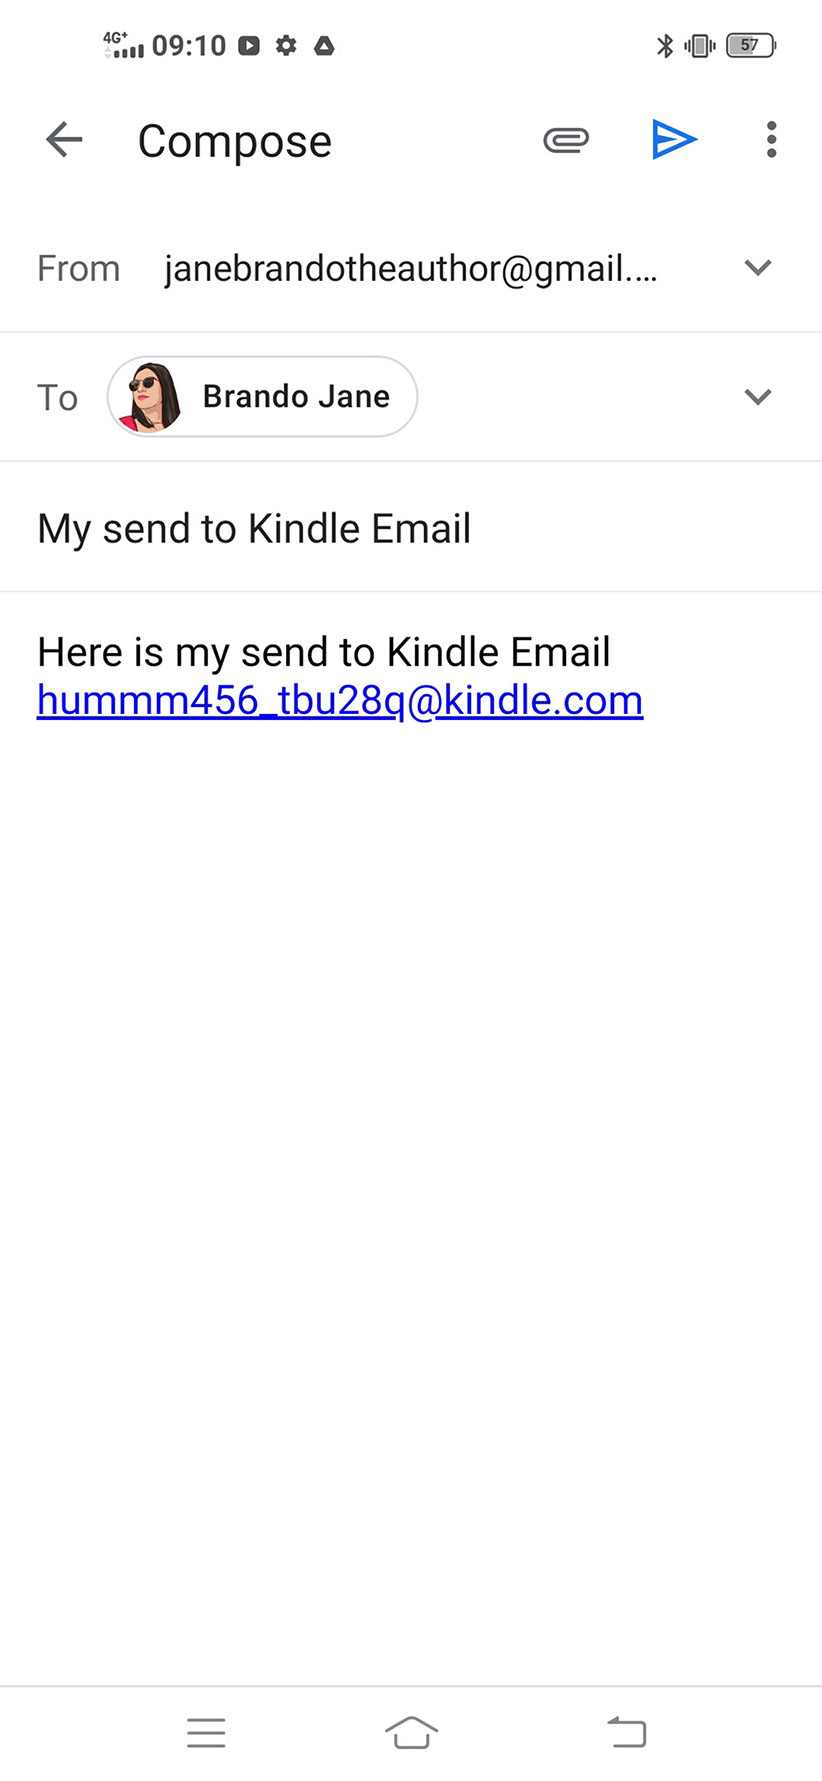 4G+ 09:10 57
Compose
From janebrandotheauthor@gmail....
To Brando Jane
My send to Kindle Email
Here is my send to Kindle Email
hummm456_tbu28q@kindle.com